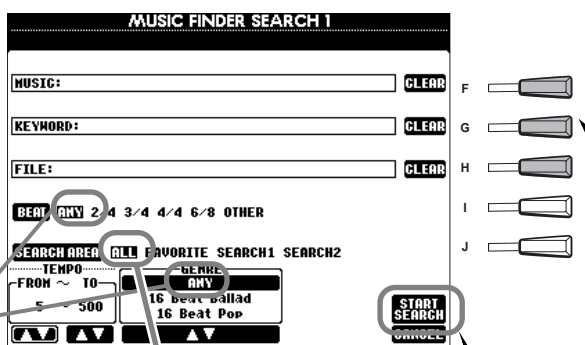 MUSIC FINDER SEARCH 1
MUSIC: CLEAR
F
KEYWORD: CLEAR
G
FILE: CLEAR
H
BEAT ANY 2/4 3/4 4/4 6/8 OTHER
I
SEARCH AREA ALL FAVORITE SEARCH1 SEARCH2
J
TEMPO
FROM ~ TO
5 ~ 500
GENRE
ANY
16 Beat Ballad
16 Beat Pop
START
SEARCH
CANCEL